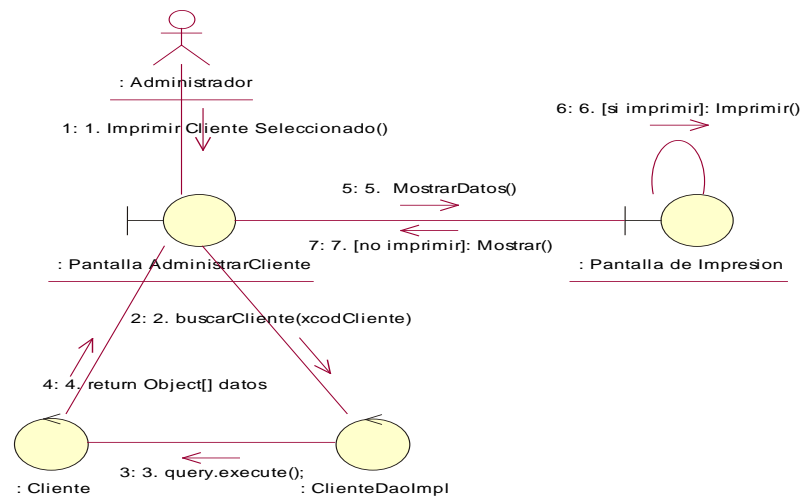 : Administrador
6: 6. [si imprimir]: Imprimir()
1: 1. Imprimir Cliente Seleccionado()
5: 5.  MostrarDatos()
7: 7. [no imprimir]: Mostrar()
: Pantalla AdministrarCliente
: Pantalla de Impresion
2: 2. buscarCliente(xcodCliente)
4: 4. return Object[] datos
3: 3. query.execute();
: Cliente
: ClienteDaoImpl